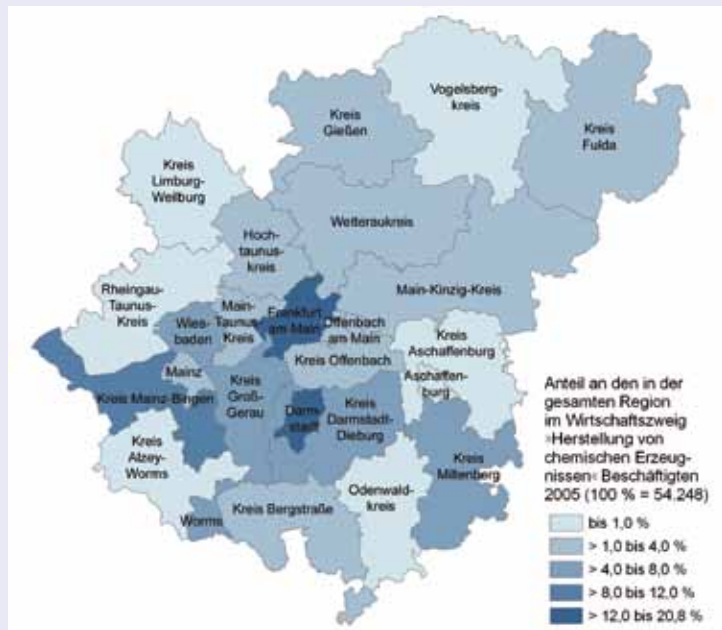 Vogelsberg-
kreis
Kreis
Gießen
Kreis
Fulda
Kreis
Limburg-
Weilburg
Wetteraukreis
Hoch-
taunus-
kreis
Main-Kinzig-Kreis
Rheingau-
Taunus-
Kreis
Wies-
baden
Main-
Taunus
Kreis
Frankfurt
am Main
Offenbach
am Main
Kreis
Aschaffenburg
Kreis Offenbach
Aschaffen-
burg
Mainz
Kreis Mainz-Bingen
Kreis
Groß-
Gerau
Darm-
stadt
Kreis
Darmstadt-
Dieburg
Kreis
Alzey-
Worms
Kreis
Miltenberg
Odenwald-
kreis
Worms
Kreis Bergstraße
Anteil an den in der
gesamten Region
im Wirtschaftszweig
»Herstellung von
chemischen Erzeug-
nissen« Beschäftigten
2005 (100 % = 54.248)
bis 1,0 %
> 1,0 bis 4,0 %
> 4,0 bis 8,0 %
> 8,0 bis 12,0 %
> 12,0 bis 20,8 %